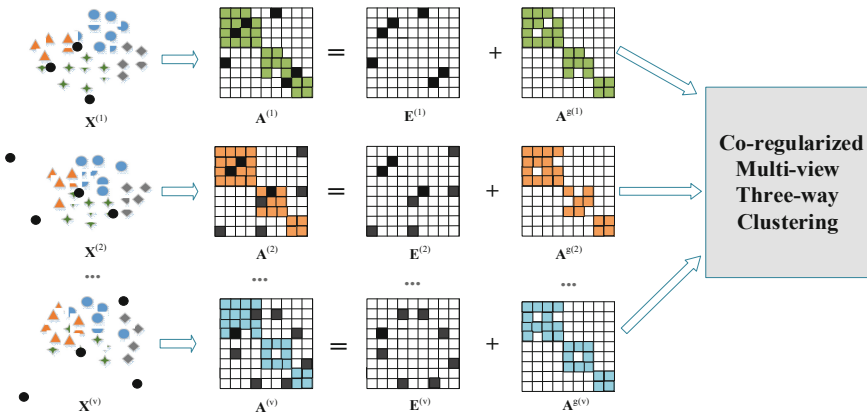 = +
X(1) A(1) E(1) Ag(1)
Co-regularized
Multi-view
Three-way
Clustering
= +
X(2) A(2) E(2) Ag(2)
... ... ... ...
= +
X(v) A(v) E(v) Ag(v)